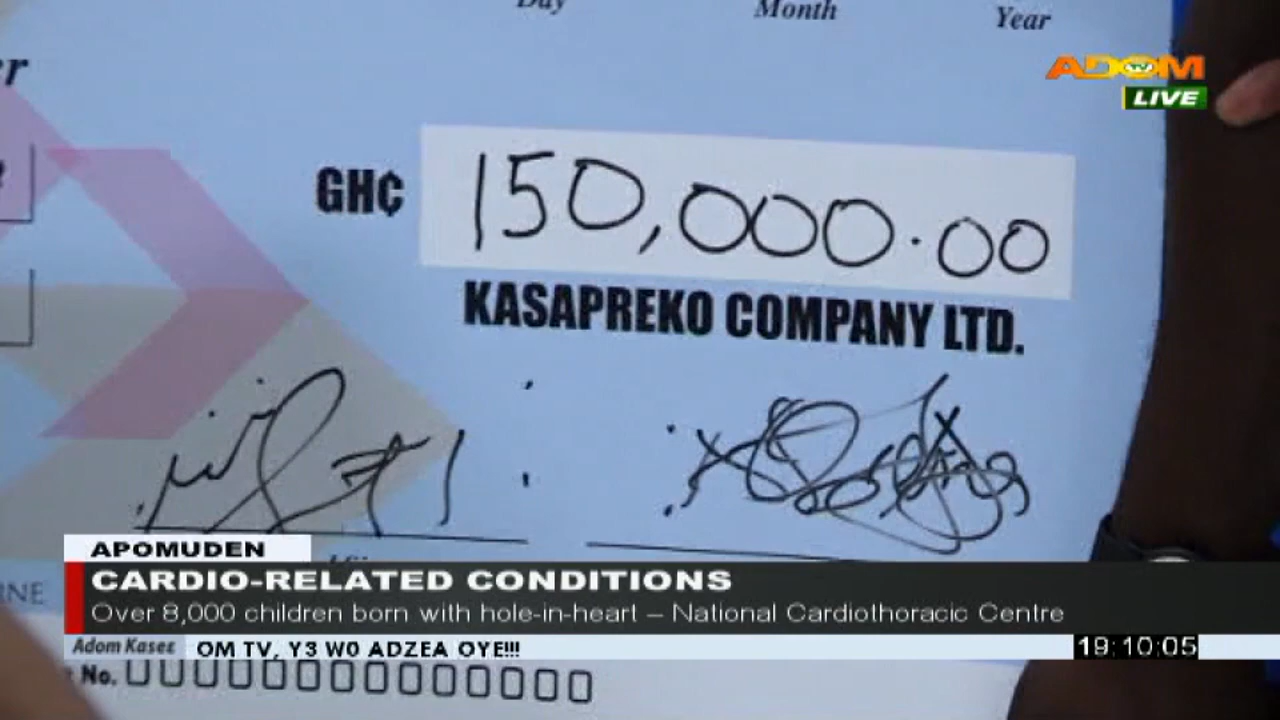 Day Month Year
ADOM TV
LIVE
GH₵ 150,000.00
KASAPREKO COMPANY LTD.
APOMUDEN
CARDIO-RELATED CONDITIONS
Over 8,000 children born with hole-in-heart – National Cardiothoracic Centre
Adom Kasee OM TV, Y3 W0 ADZEA OYE!!! 19:10:05
No.